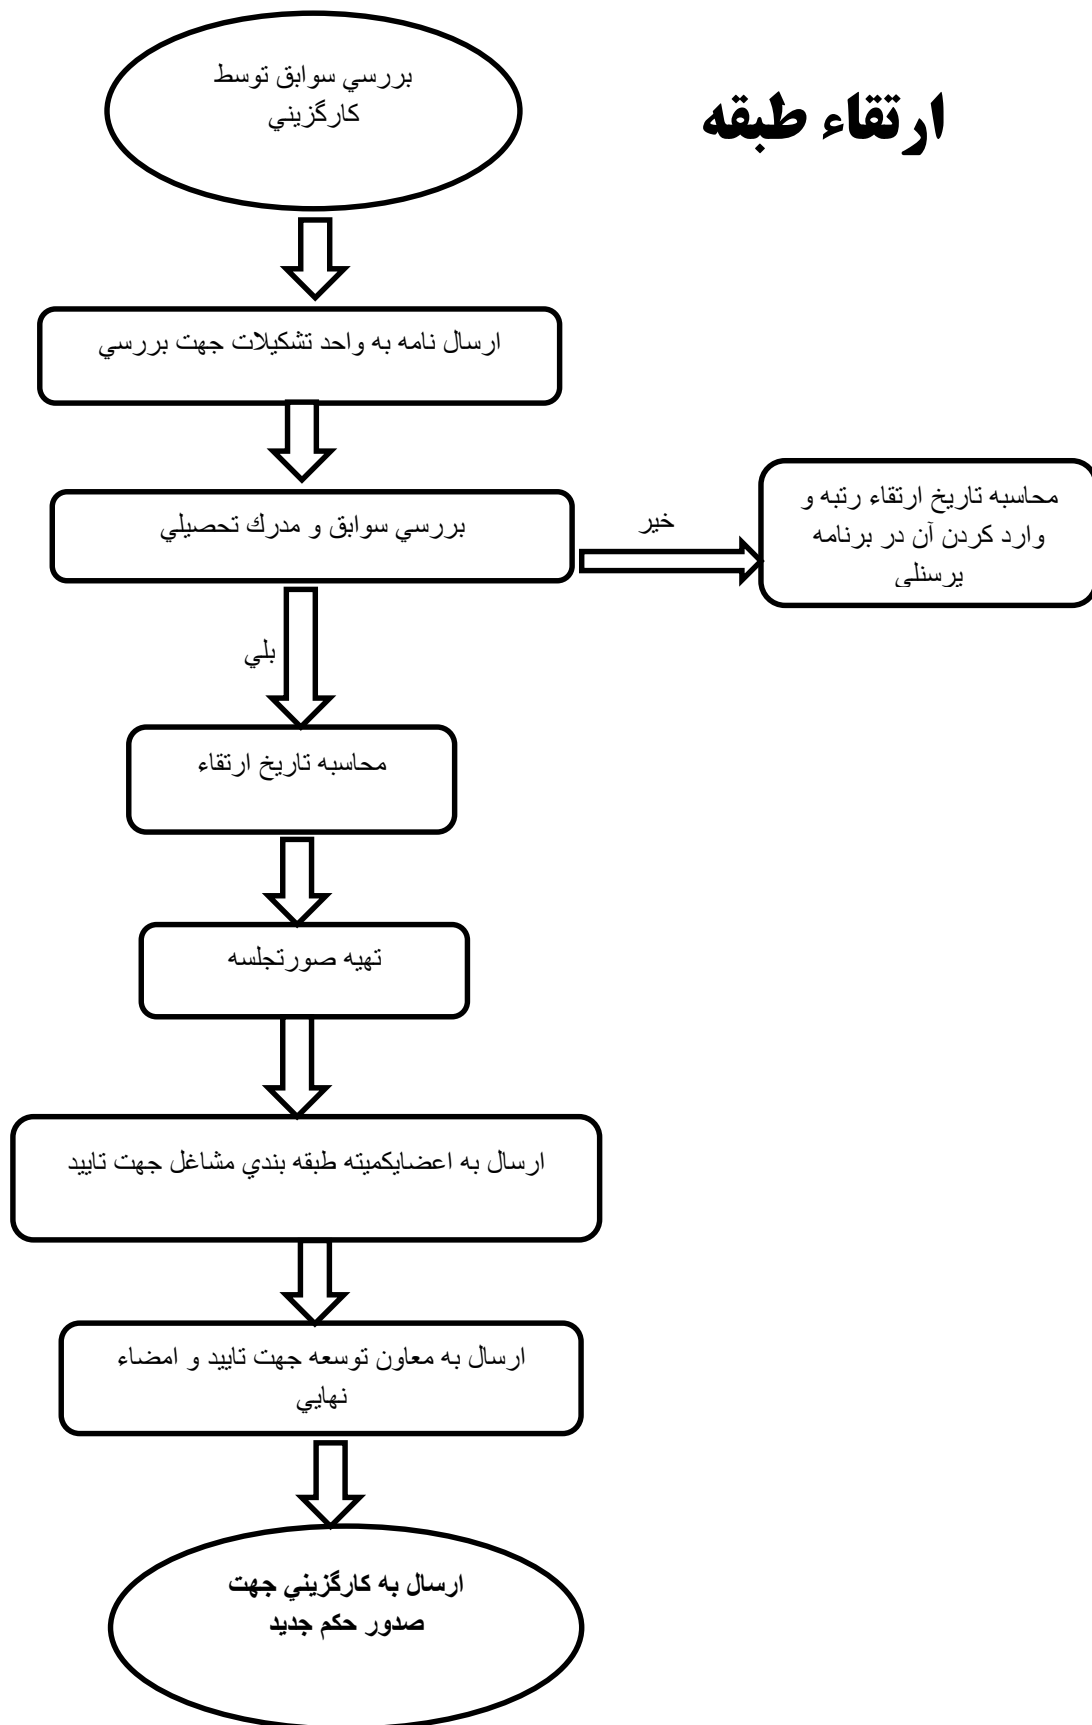 ارتقاء طبقه
بررسي سوابق توسط
كارگزيني
ارسال نامه به واحد تشكيلات جهت بررسي
بررسي سوابق و مدرك تحصيلي
خير
محاسبه تاريخ ارتقاء رتبه و
وارد كردن آن در برنامه
پرسنلي
بلي
محاسبه تاريخ ارتقاء
تهيه صورتجلسه
ارسال به اعضايكميته طبقه بندي مشاغل جهت تاييد
ارسال به معاون توسعه جهت تاييد و امضاء
نهايي
ارسال به كارگزيني جهت
صدور حكم جديد